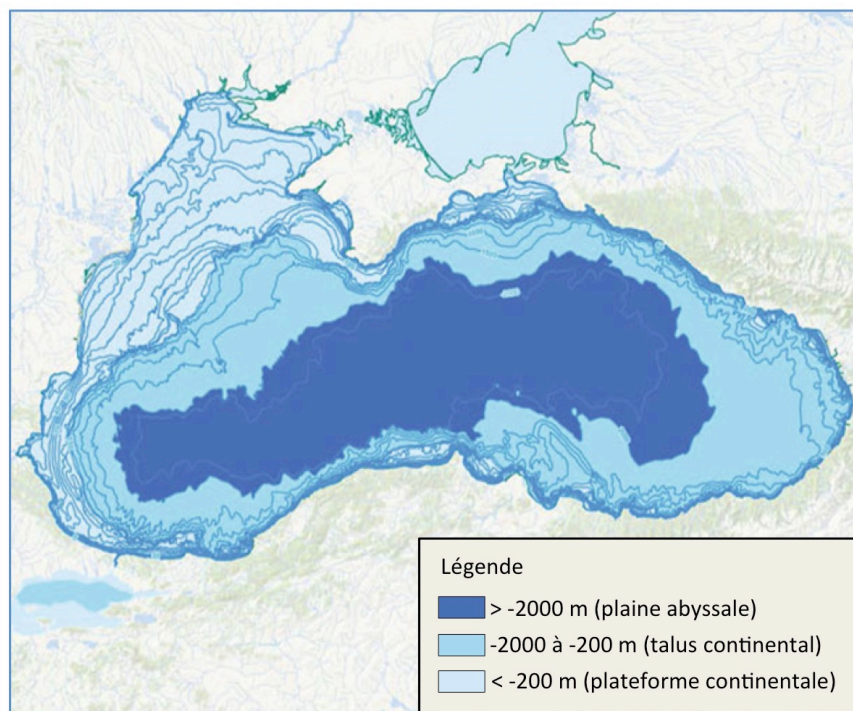 Légende
> -2000 m (plaine abyssale)
-2000 à -200 m (talus continental)
< -200 m (plateforme continentale)